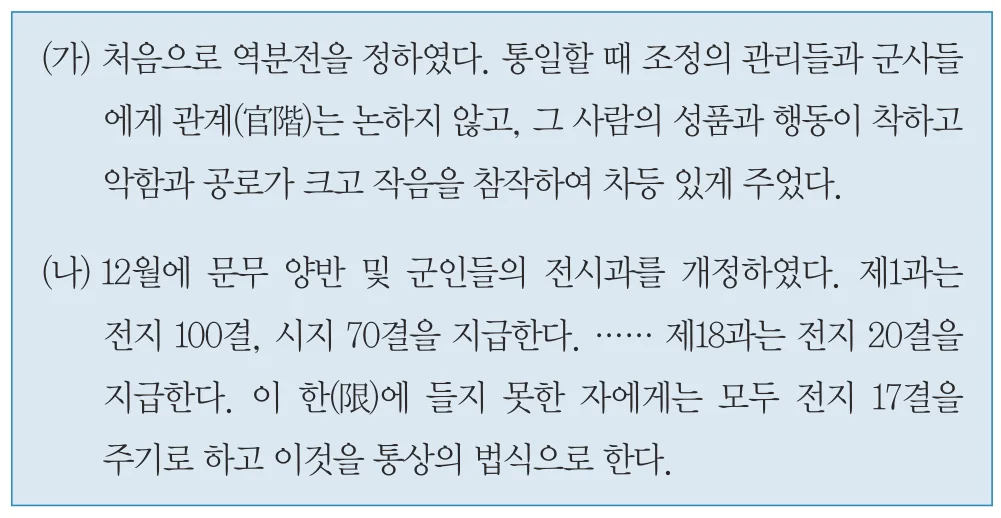 (가) 처음으로 역분전을 정하였다. 통일할 때 조정의 관리들과 군사들
에게 관계(官階)는 논하지 않고, 그 사람의 성품과 행동이 착하고
악함과 공로가 크고 작음을 참작하여 차등 있게 주었다.
(나) 12월에 문무 양반 및 군인들의 전시과를 개정하였다. 제1과는
전지 100결, 시지 70결을 지급한다. …… 제18과는 전지 20결을
지급한다. 이 한(限)에 들지 못한 자에게는 모두 전지 17결을
주기로 하고 이것을 통상의 법식으로 한다.